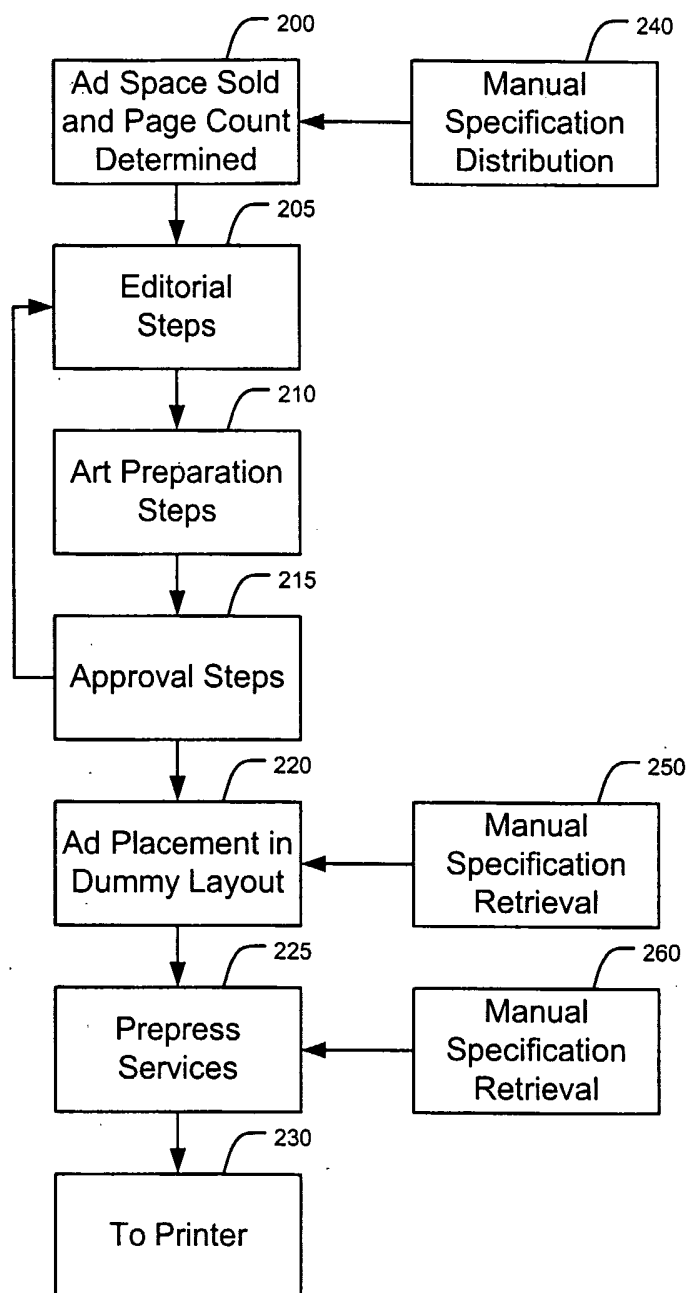 200
Ad Space Sold
and Page Count
Determined
240
Manual
Specification
Distribution
205
Editorial
Steps
210
Art Preparation
Steps
215
Approval Steps
220
Ad Placement in
Dummy Layout
250
Manual
Specification
Retrieval
225
Prepress
Services
260
Manual
Specification
Retrieval
230
To Printer